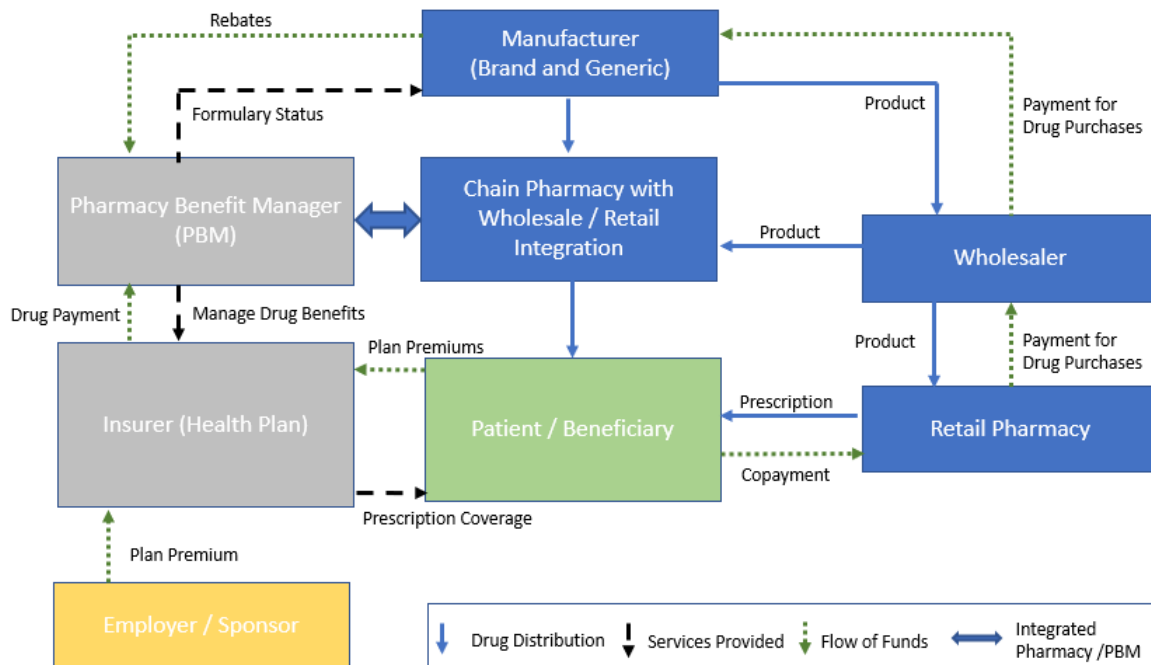 Rebates
Manufacturer
(Brand and Generic)
Product
Payment for
Drug Purchases
Formulary Status
Pharmacy Benefit Manager
(PBM)
Chain Pharmacy with
Wholesale / Retail
Integration
Product
Wholesaler
Drug Payment
Manage Drug Benefits
Plan Premiums
Product
Payment for
Drug Purchases
Insurer (Health Plan)
Patient / Beneficiary
Prescription
Retail Pharmacy
Copayment
Prescription Coverage
Plan Premium
Employer / Sponsor
Drug Distribution
Services Provided
Flow of Funds
Integrated
Pharmacy /PBM